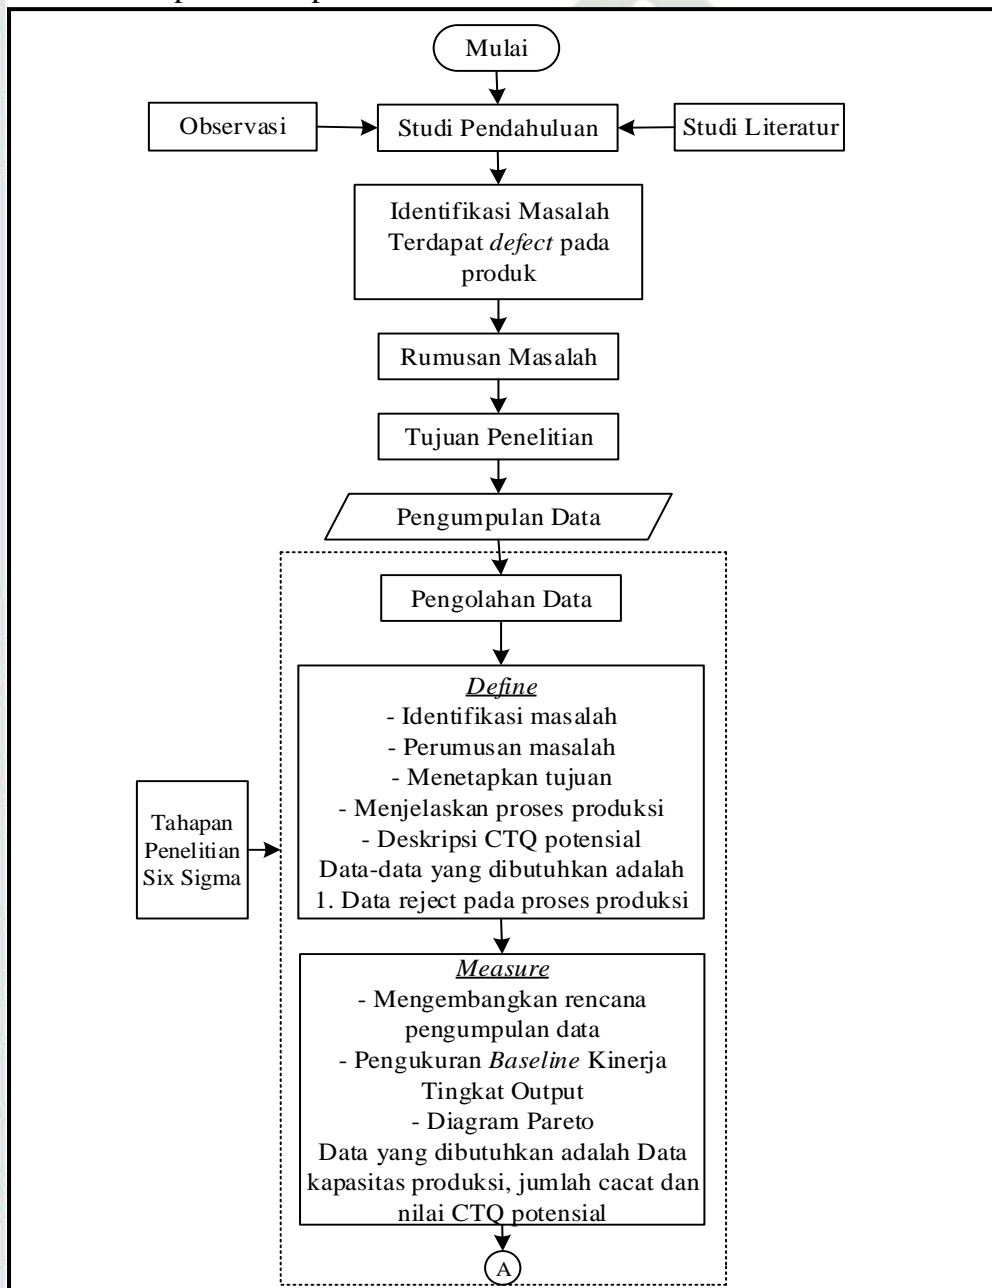 Mulai
Observasi
Studi Pendahuluan
Studi Literatur
Identifikasi Masalah
Terdapat defect pada
produk
Rumusan Masalah
Tujuan Penelitian
Pengumpulan Data
Pengolahan Data
Define
- Identifikasi masalah
- Perumusan masalah
- Menetapkan tujuan
- Menjelaskan proses produksi
- Deskripsi CTQ potensial
Data-data yang dibutuhkan adalah
1. Data reject pada proses produksi
Tahapan
Penelitian
Six Sigma
Measure
- Mengembangkan rencana
pengumpulan data
- Pengukuran Baseline Kinerja
Tingkat Output
- Diagram Pareto
Data yang dibutuhkan adalah Data
kapasitas produksi, jumlah cacat dan
nilai CTQ potensial
A